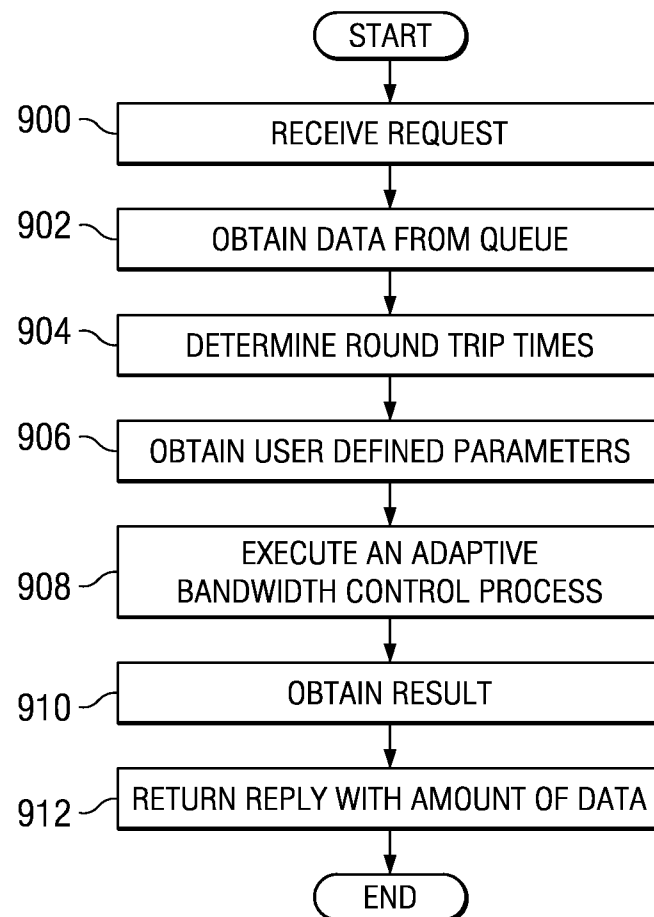 START
900
RECEIVE REQUEST
902
OBTAIN DATA FROM QUEUE
904
DETERMINE ROUND TRIP TIMES
906
OBTAIN USER DEFINED PARAMETERS
908
EXECUTE AN ADAPTIVE
BANDWIDTH CONTROL PROCESS
910
OBTAIN RESULT
912
RETURN REPLY WITH AMOUNT OF DATA
END